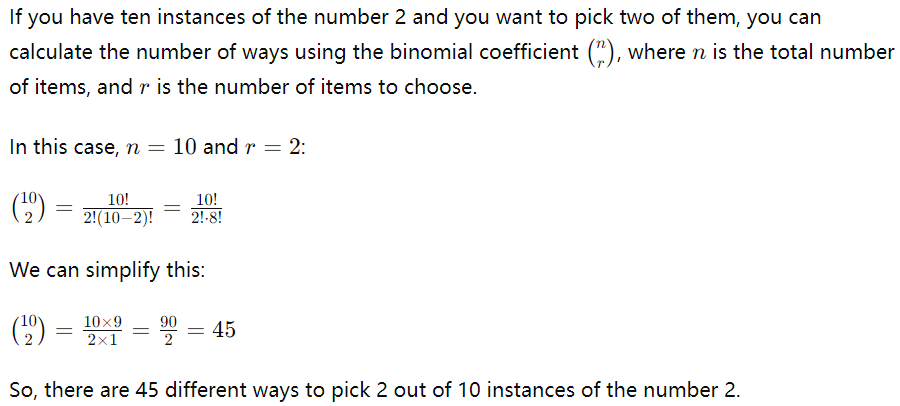 If you have ten instances of the number 2 and you want to pick two of them, you can
calculate the number of ways using the binomial coefficient $\binom{n}{r}$, where $n$ is the total number
of items, and $r$ is the number of items to choose.
In this case, $n = 10$ and $r = 2$:
$\binom{10}{2} = \frac{10!}{2!(10-2)!} = \frac{10!}{2! \cdot 8!}$
We can simplify this:
$\binom{10}{2} = \frac{10 \times 9}{2 \times 1} = \frac{90}{2} = 45$
So, there are 45 different ways to pick 2 out of 10 instances of the number 2.